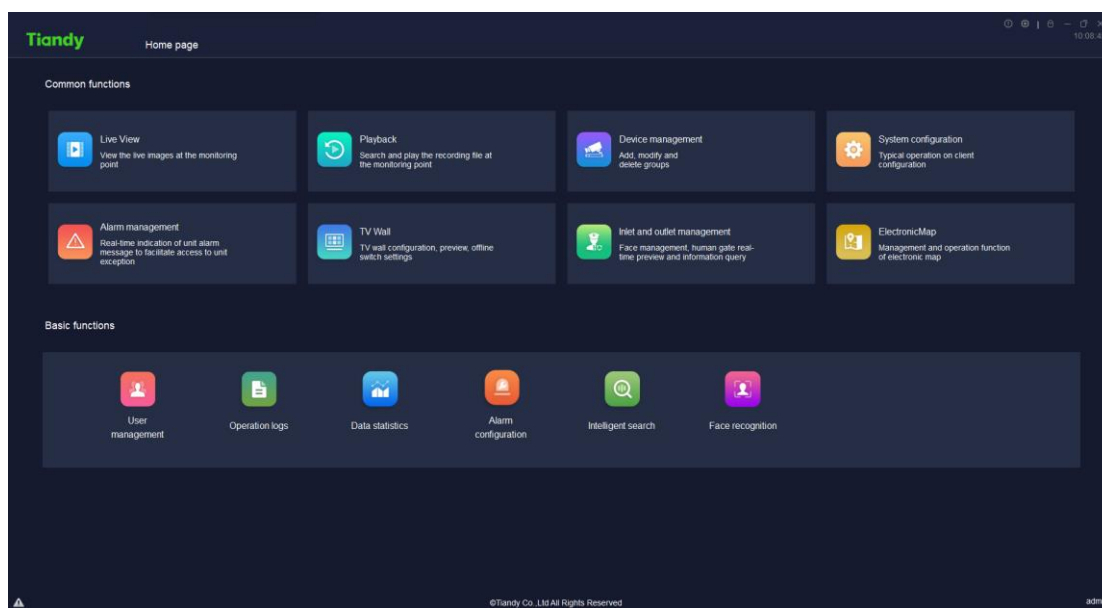 Tiandy
Home page
10:08:4
Common functions
Live View
View the live images at the monitoring
point
Playback
Search and play the recording file at
the monitoring point
Device management
Add, modify and
delete groups
System configuration
Typical operation on client
configuration
Alarm management
Real-time indication of unit alarm
message to facilitate access to unit
exception
TV Wall
TV wall configuration, preview, offline
switch settings
Inlet and outlet management
Face management, human gate real-
time preview and information query
ElectronicMap
Management and operation function
of electronic map
Basic functions
User
management
Operation logs
Data statistics
Alarm
configuration
Intelligent search
Face recognition
©Tiandy Co.,Ltd All Rights Reserved
adm